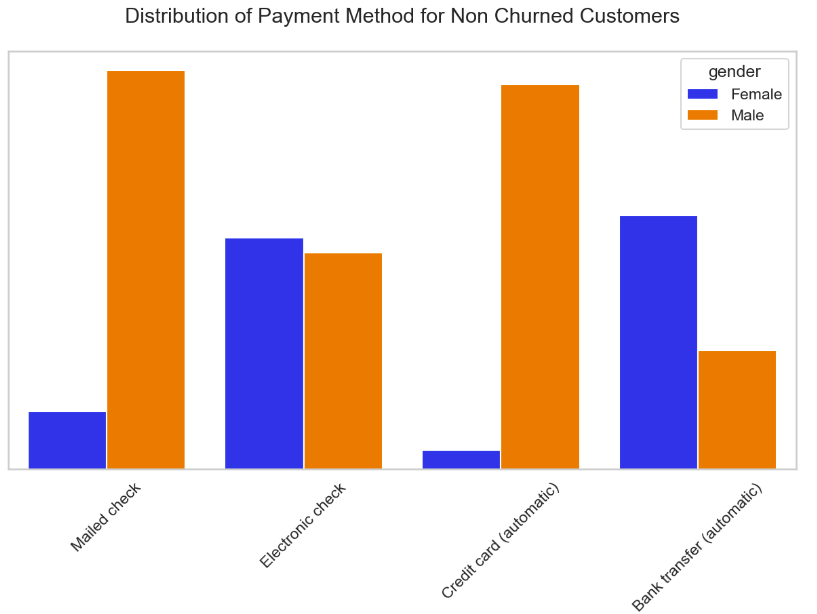 Distribution of Payment Method for Non Churned Customers
gender
Female
Male
Mailed check
Electronic check
Credit card (automatic)
Bank transfer (automatic)